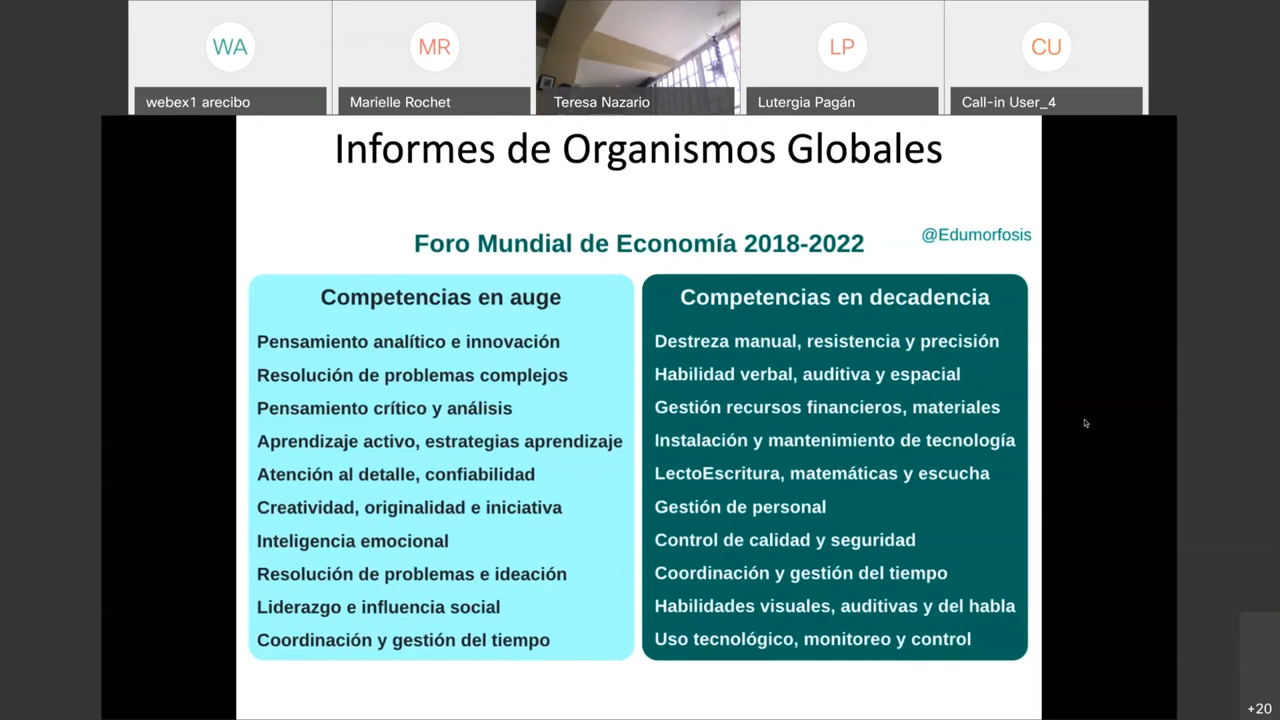 WA
MR
LP
CU
webex1 arecibo
Marielle Rochet
Teresa Nazario
Lutergia Pagán
Call-in User_4
Informes de Organismos Globales
Foro Mundial de Economía 2018-2022
@Edumorfosis
Competencias en auge
Pensamiento analítico e innovación
Resolución de problemas complejos
Pensamiento crítico y análisis
Aprendizaje activo, estrategias aprendizaje
Atención al detalle, confiabilidad
Creatividad, originalidad e iniciativa
Inteligencia emocional
Resolución de problemas e ideación
Liderazgo e influencia social
Coordinación y gestión del tiempo
Competencias en decadencia
Destreza manual, resistencia y precisión
Habilidad verbal, auditiva y espacial
Gestión recursos financieros, materiales
Instalación y mantenimiento de tecnología
LectoEscritura, matemáticas y escucha
Gestión de personal
Control de calidad y seguridad
Coordinación y gestión del tiempo
Habilidades visuales, auditivas y del habla
Uso tecnológico, monitoreo y control
+20